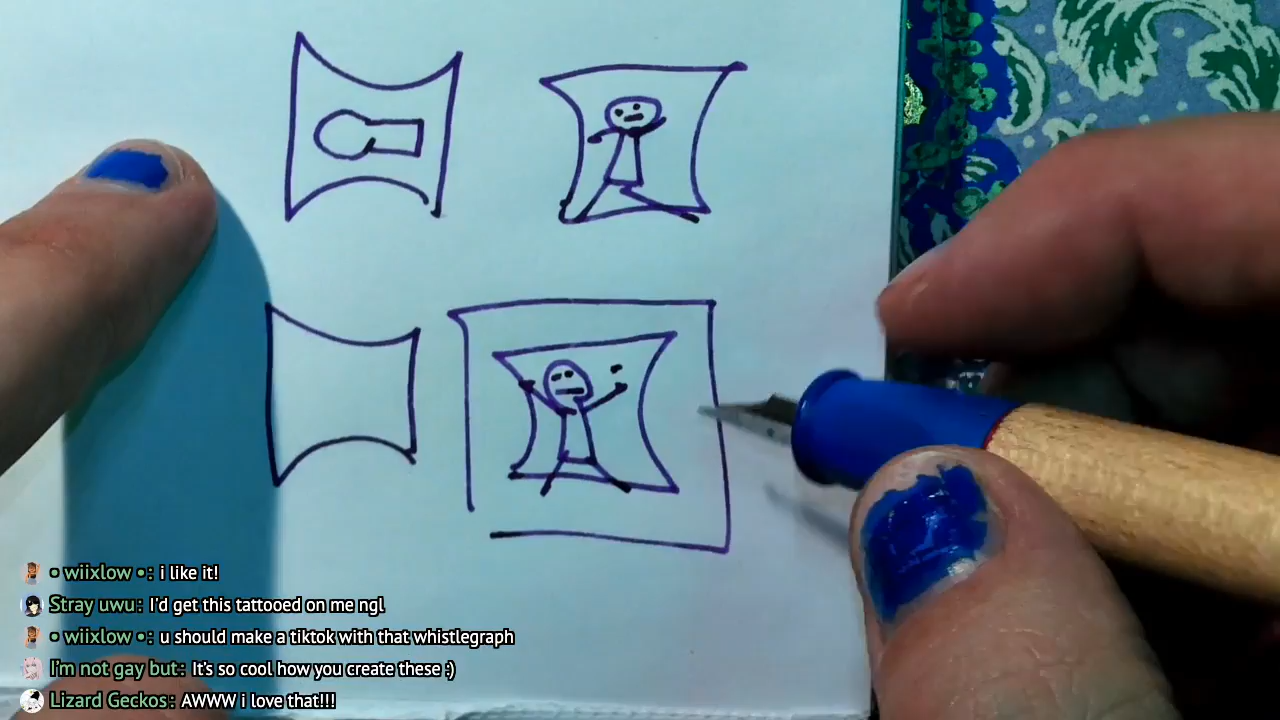 • wiixlow •: i like it!
Stray uwu: I'd get this tattooed on me ngl
• wiixlow •: u should make a tiktok with that whistlegraph
I'm not gay but: It's so cool how you create these :)
Lizard Geckos: AWWW i love that!!!